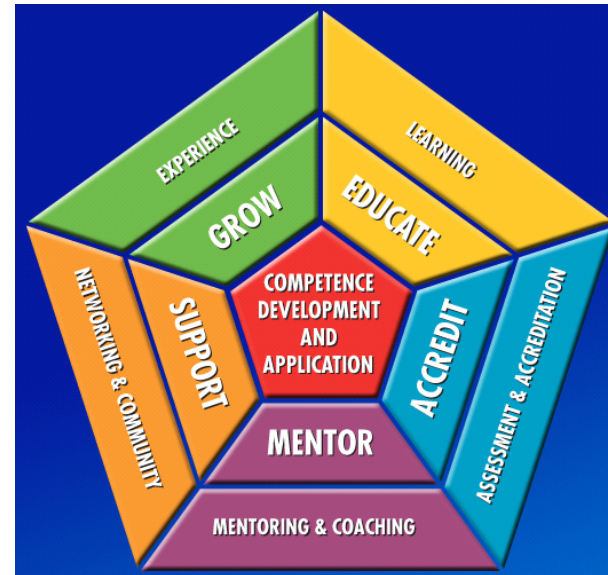 EXPERIENCE
LEARNING
GROW
EDUCATE
COMPETENCE
DEVELOPMENT
AND
APPLICATION
NETWORKING & COMMUNITY
SUPPORT
ACCREDIT
ASSESSMENT & ACCREDITATION
MENTOR
MENTORING & COACHING